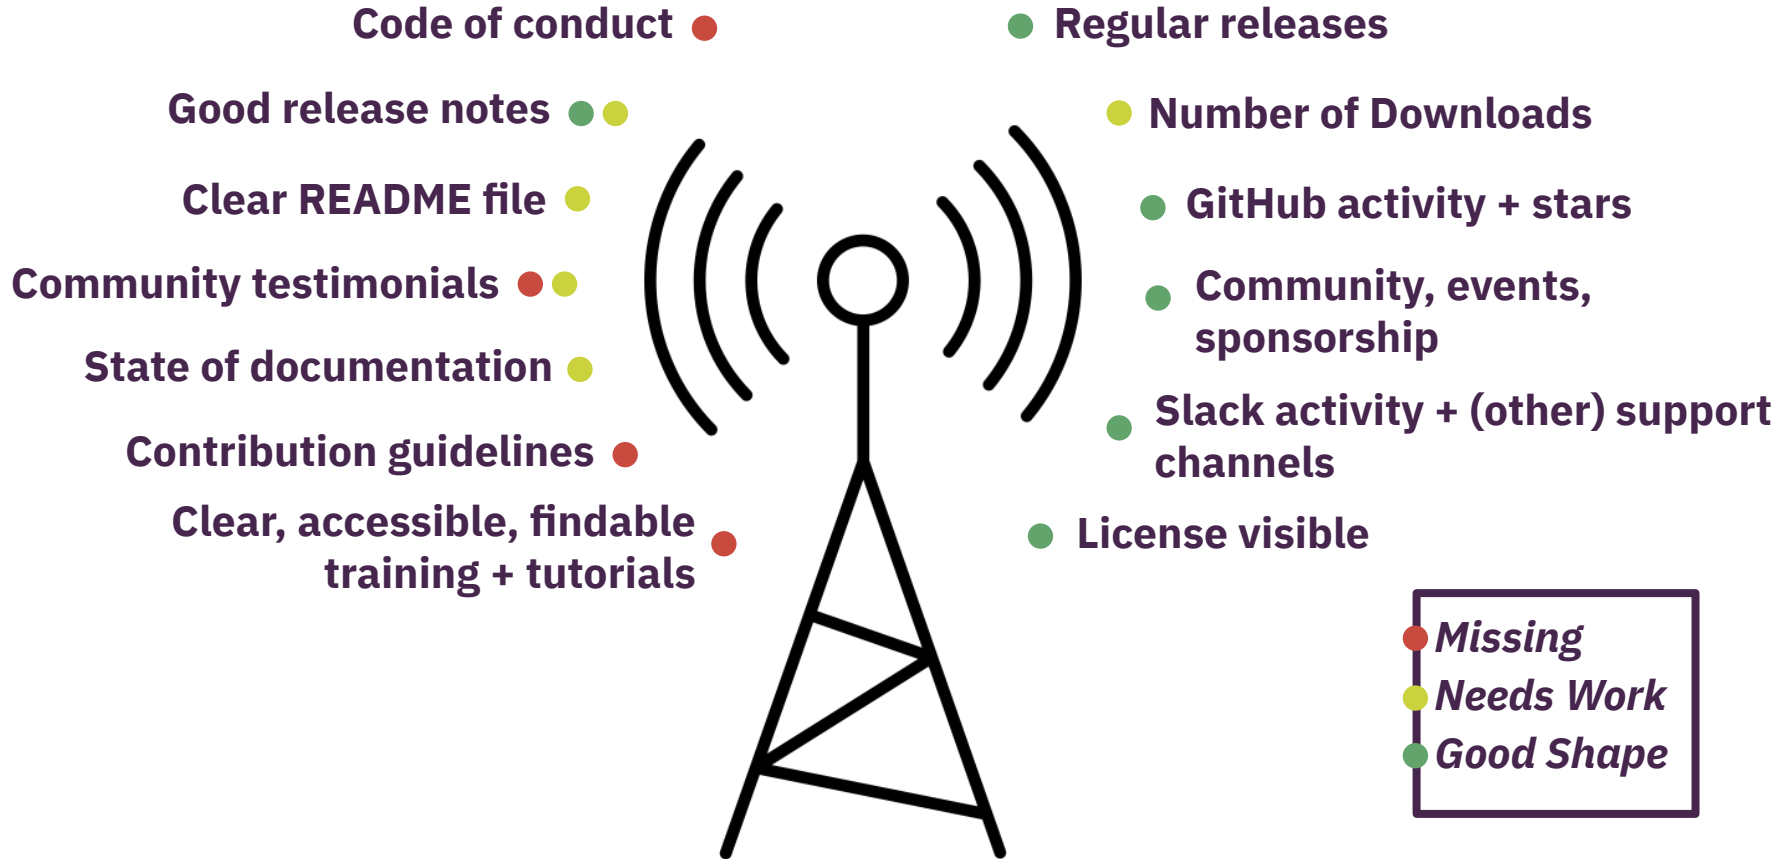 Code of conduct
Good release notes
Clear README file
Community testimonials
State of documentation
Contribution guidelines
Clear, accessible, findable
training + tutorials
Regular releases
Number of Downloads
GitHub activity + stars
Community, events,
sponsorship
Slack activity + (other) support
channels
License visible
Missing
Needs Work
Good Shape